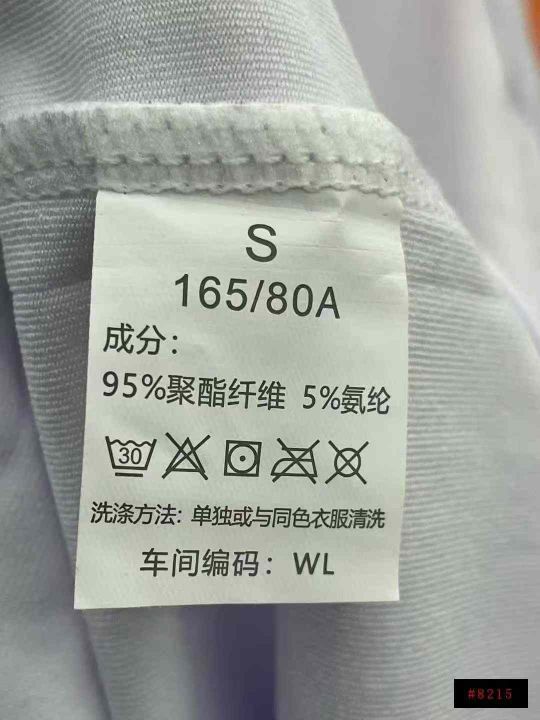 S
165/80A
成分：
95%聚酯纤维 5%氨纶
30
洗涤方法：单独或与同色衣服清洗
车间编码：WL
#8215